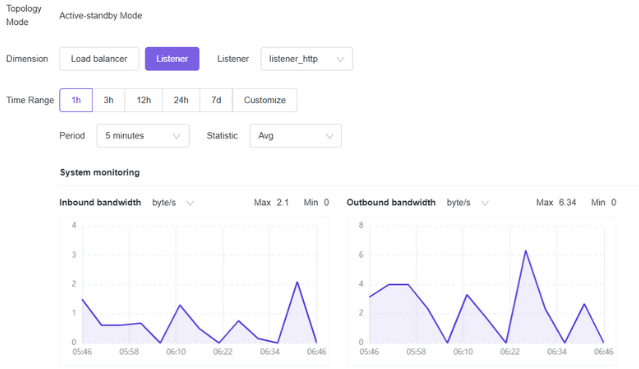 Topology Mode Active-standby Mode
Dimension Load balancer Listener Listener listener_http
Time Range 1h 3h 12h 24h 7d Customize
Period 5 minutes Statistic Avg
System monitoring
Inbound bandwidth byte/s Max 2.1 Min 0
4
3
2
1
0
05:46 05:58 06:10 06:22 06:34 06:46
Outbound bandwidth byte/s Max 6.34 Min 0
8
6
4
2
0
05:46 05:58 06:10 06:22 06:34 06:46